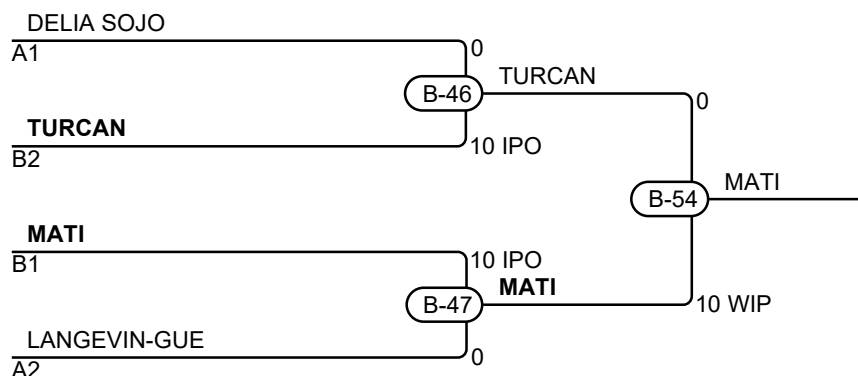 DELIA SOJO
A1
0
B-46
TURCAN
0
TURCAN
B2
10 IPO
B-54
MATI
MATI
B1
10 IPO
B-47
MATI
10 WIP
LANGEVIN-GUE
A2
0